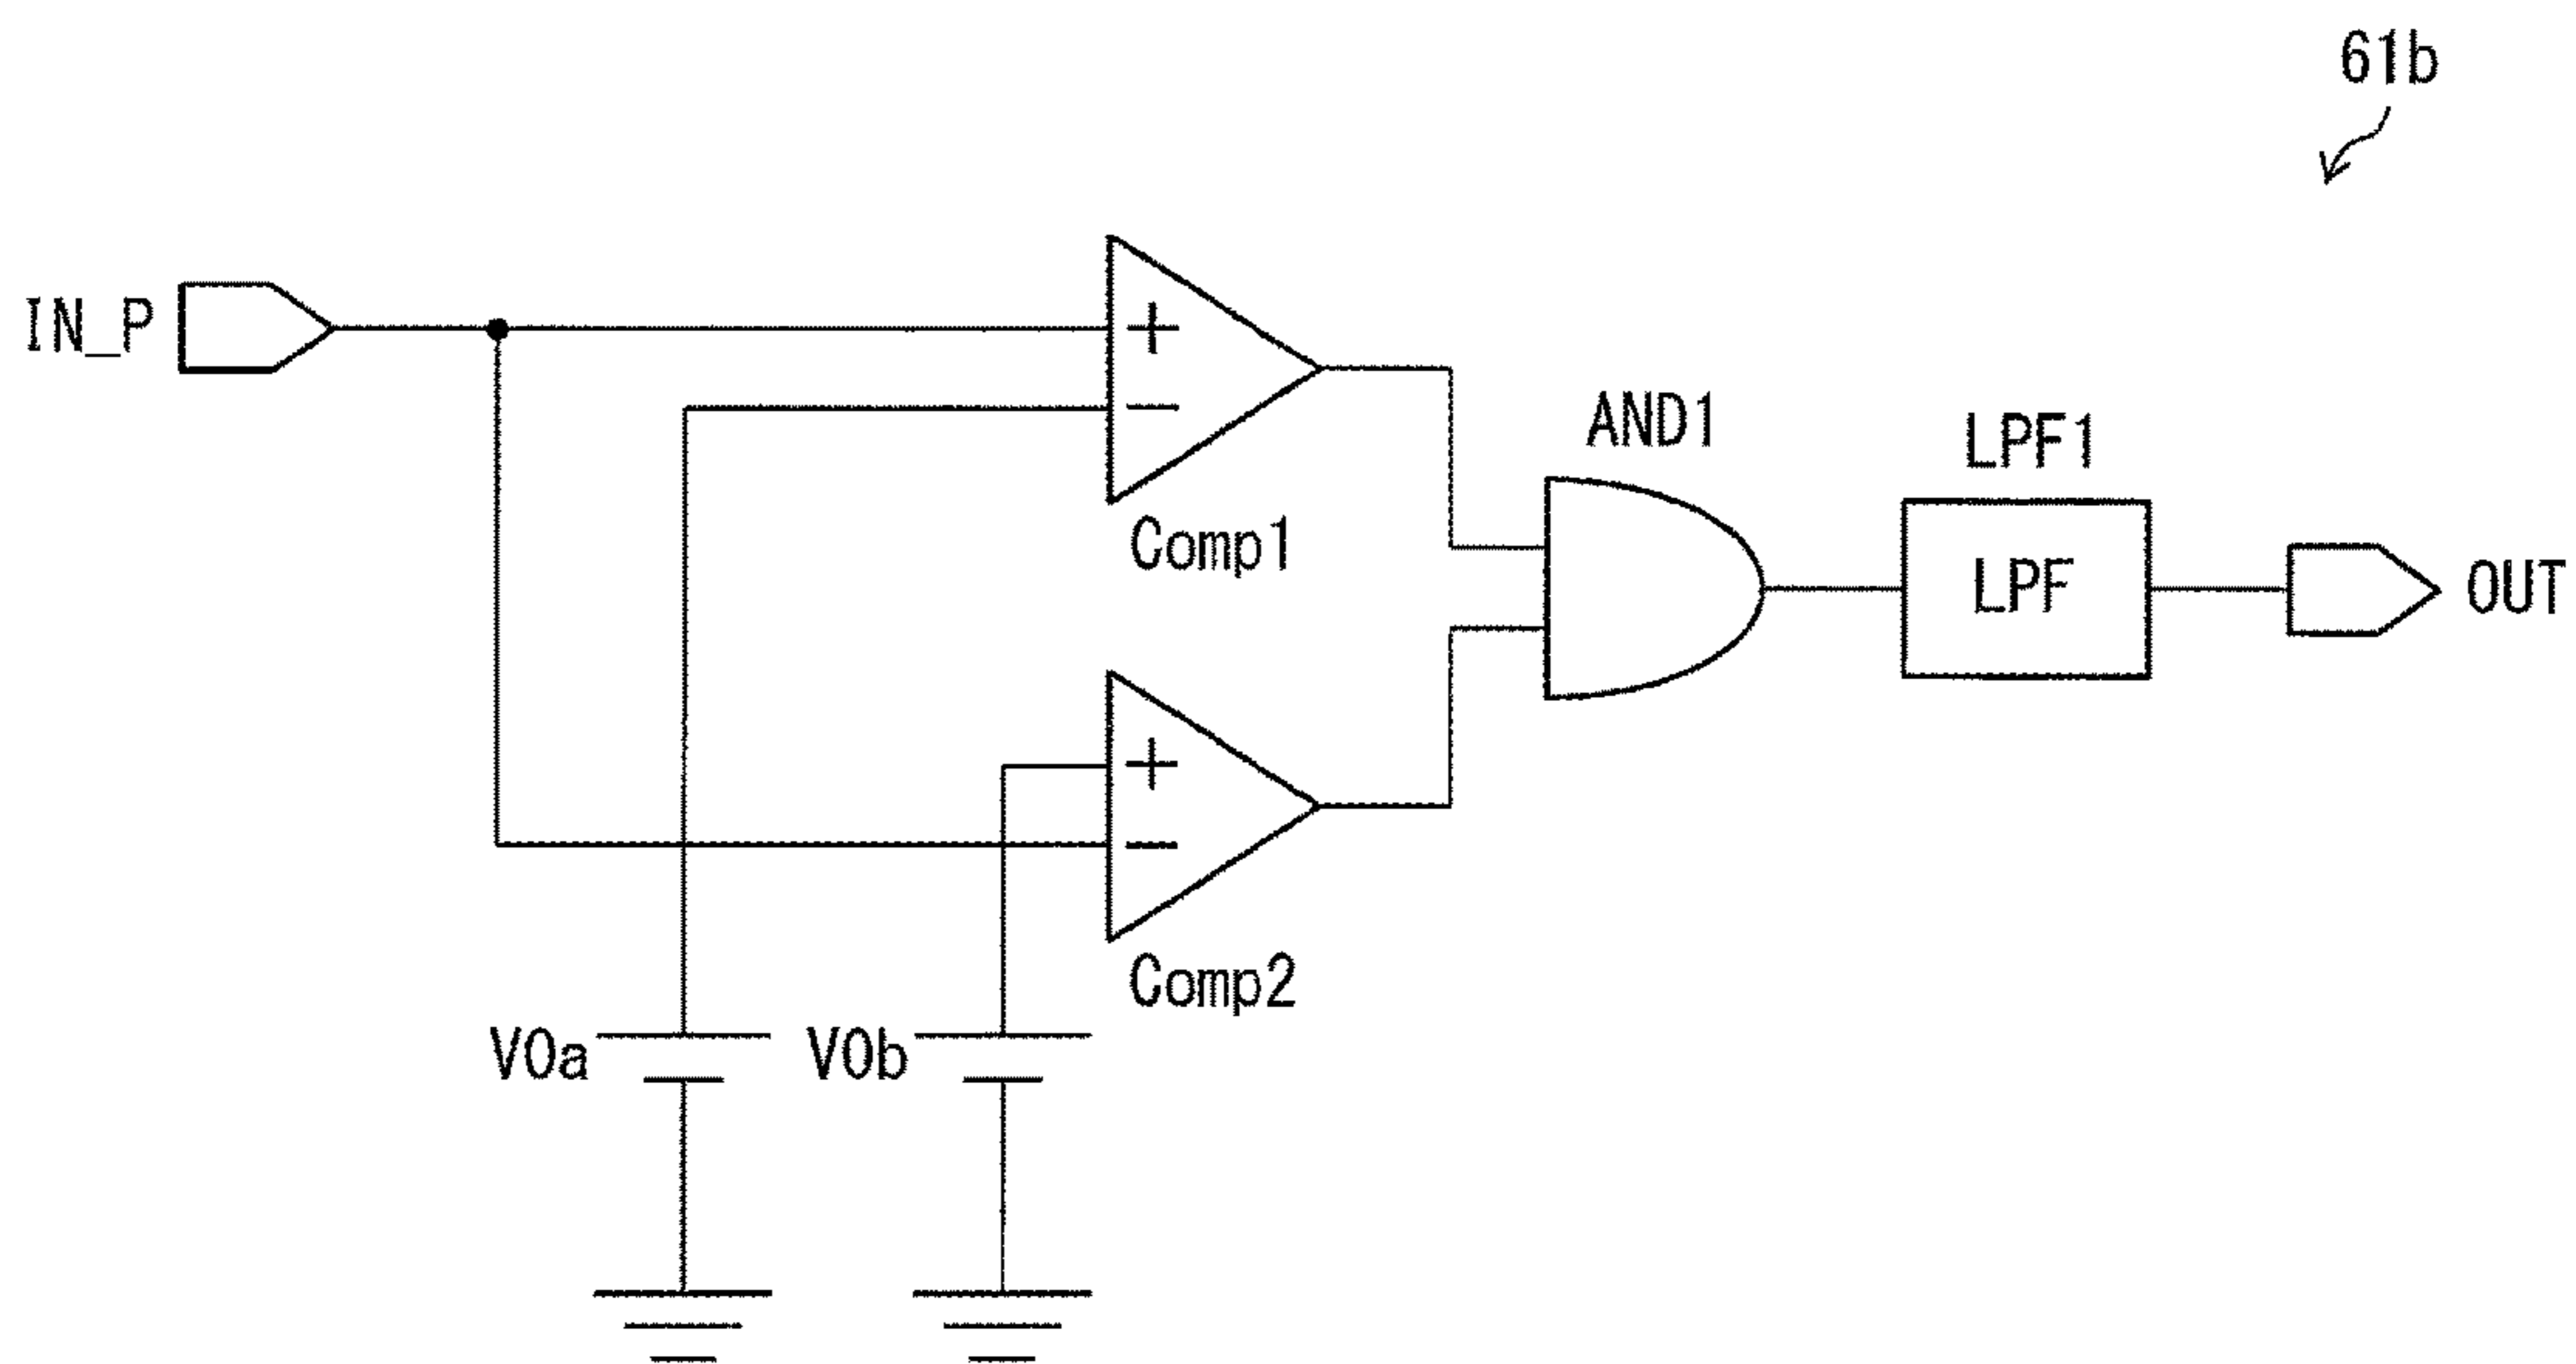 61b
IN_P
+
−
Comp1
AND1
LPF1
LPF
OUT
+
−
Comp2
V0a
V0b